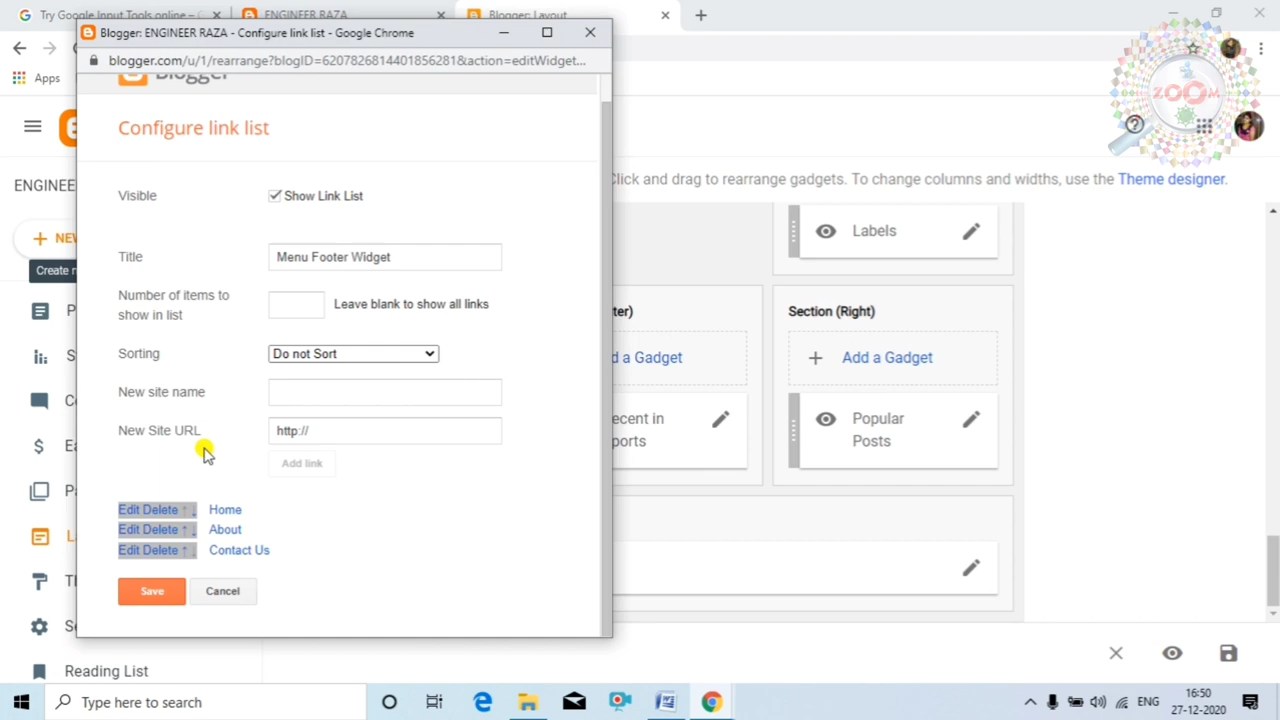 Try Google Input Tools online –
ENGINEER RAZA
Blogger: Layout
Blogger: ENGINEER RAZA - Configure link list - Google Chrome
blogger.com/u/1/rearrange?blogID=6207826814401856281&action=editWidget...
Apps
Blogger
ZOOM
Configure link list
Click and drag to rearrange gadgets. To change columns and widths, use the Theme designer.
ENGINEE
Visible
Show Link List
+ NEW
Labels
Create n
Title
Menu Footer Widget
Number of items to
show in list
Leave blank to show all links
Section (Right)
Sorting
Do not Sort
d a Gadget
+ Add a Gadget
New site name
New Site URL
http://
ecent in
ports
Popular
Posts
Add link
Edit Delete ↑ ↓ Home
Edit Delete ↑ ↓ About
Edit Delete ↑ ↓ Contact Us
Save
Cancel
Reading List
Type here to search
ENG
16:50
27-12-2020